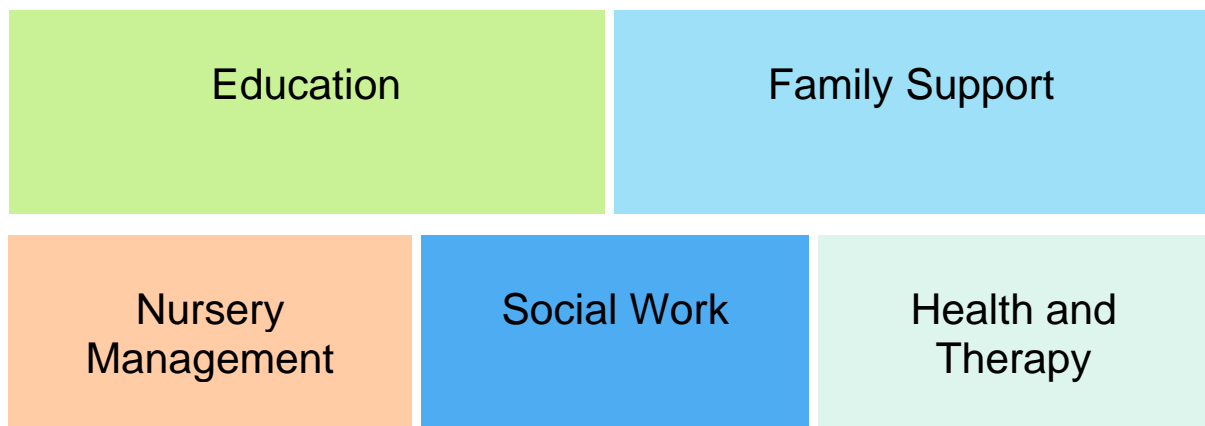 Education
Family Support
Nursery
Management
Social Work
Health and
Therapy